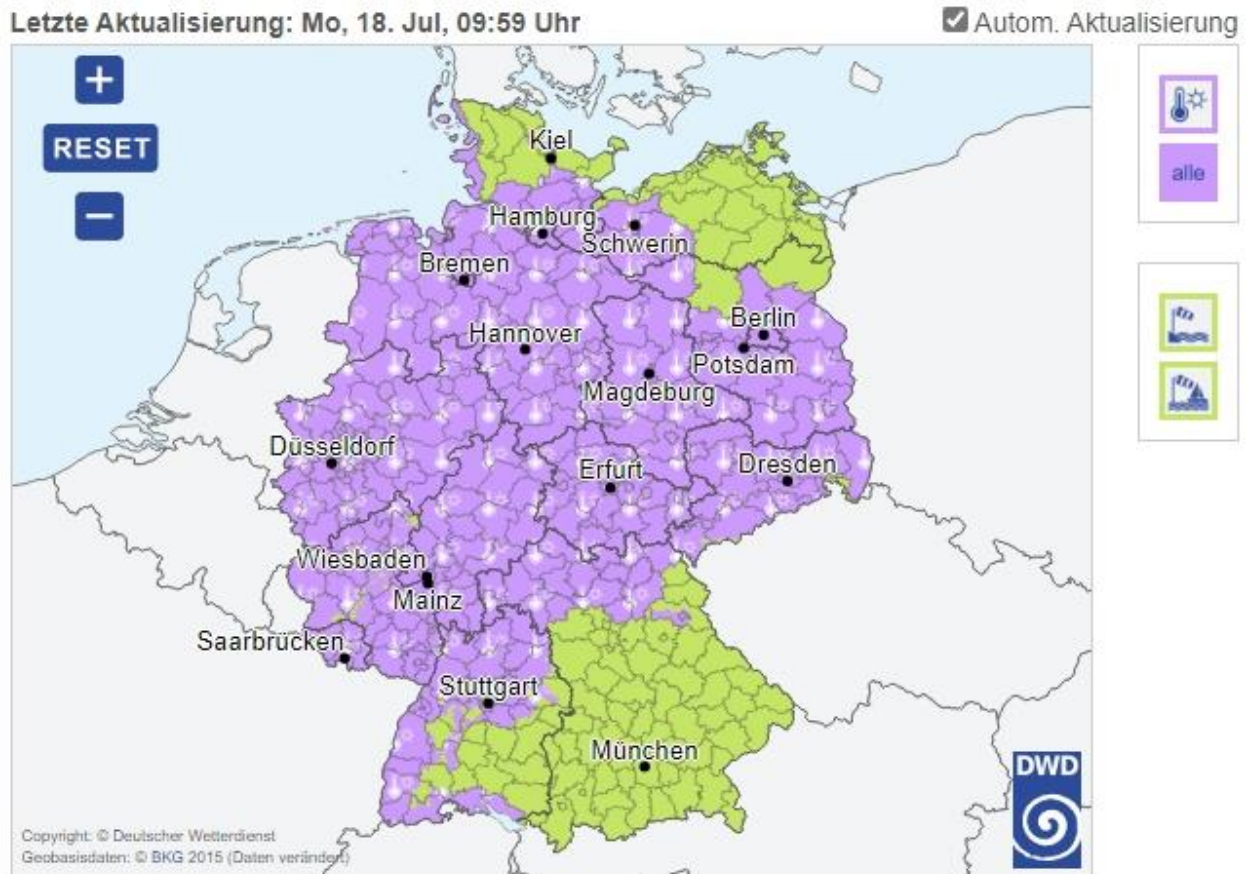 Letzte Aktualisierung: Mo, 18. Jul, 09:59 Uhr
Autom. Aktualisierung
+
RESET
−
alle
Kiel
Hamburg
Schwerin
Bremen
Berlin
Hannover
Potsdam
Magdeburg
Düsseldorf
Erfurt
Dresden
Wiesbaden
Mainz
Saarbrücken
Stuttgart
München
DWD
Copyright: © Deutscher Wetterdienst
Geobasisdaten: © BKG 2015 (Daten verändert)